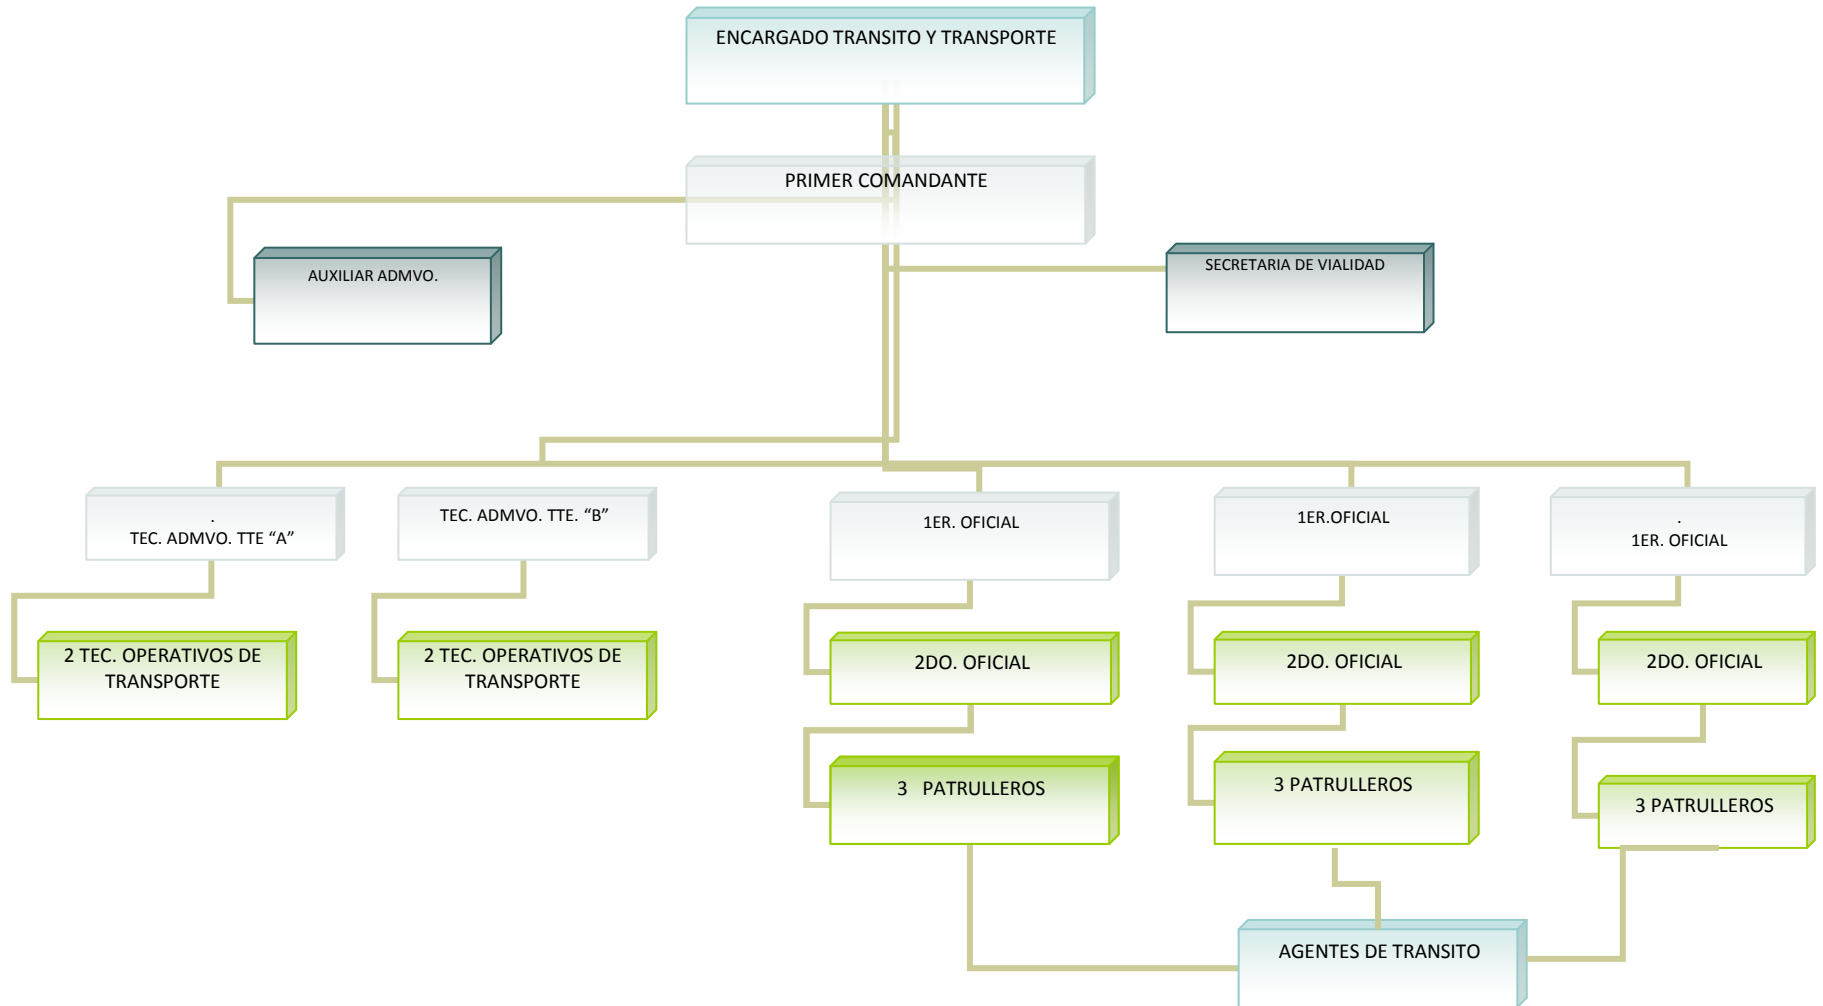 ENCARGADO TRANSITO Y TRANSPORTE
PRIMER COMANDANTE
AUXILIAR ADMVO.
SECRETARIA DE VIALIDAD
.
TEC. ADMVO. TTE “A”
TEC. ADMVO. TTE. “B”
1ER. OFICIAL
1ER.OFICIAL
.
1ER. OFICIAL
2 TEC. OPERATIVOS DE
TRANSPORTE
2 TEC. OPERATIVOS DE
TRANSPORTE
2DO. OFICIAL
2DO. OFICIAL
2DO. OFICIAL
3   PATRULLEROS
3 PATRULLEROS
3 PATRULLEROS
AGENTES DE TRANSITO